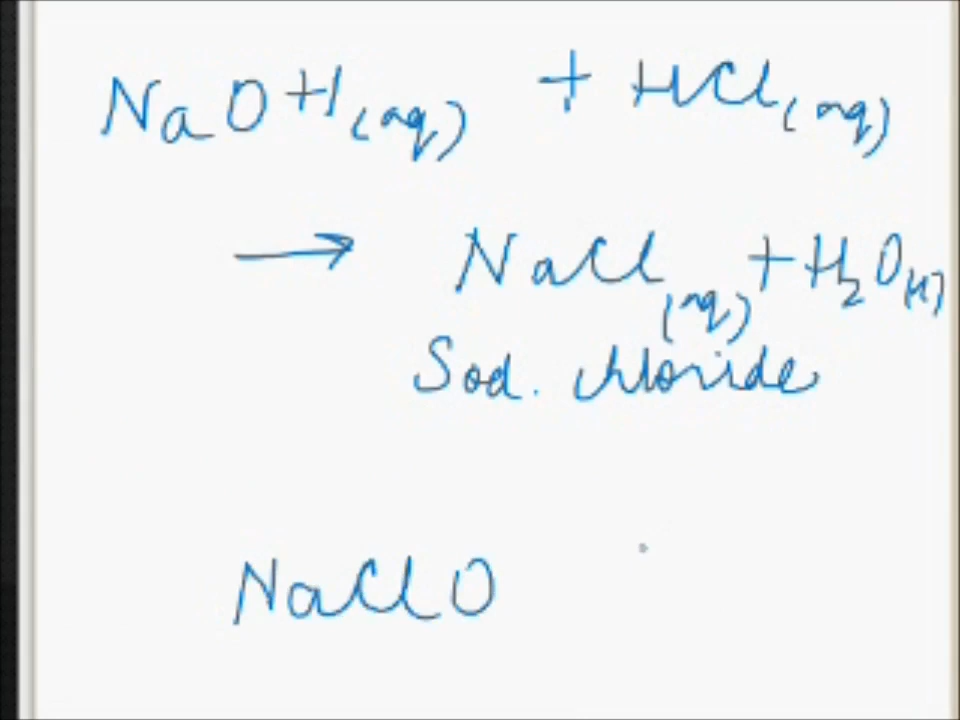 NaOH(aq) + HCl(aq)
→ NaCl(aq) + H₂O(l)
Sod. chloride
NaClO